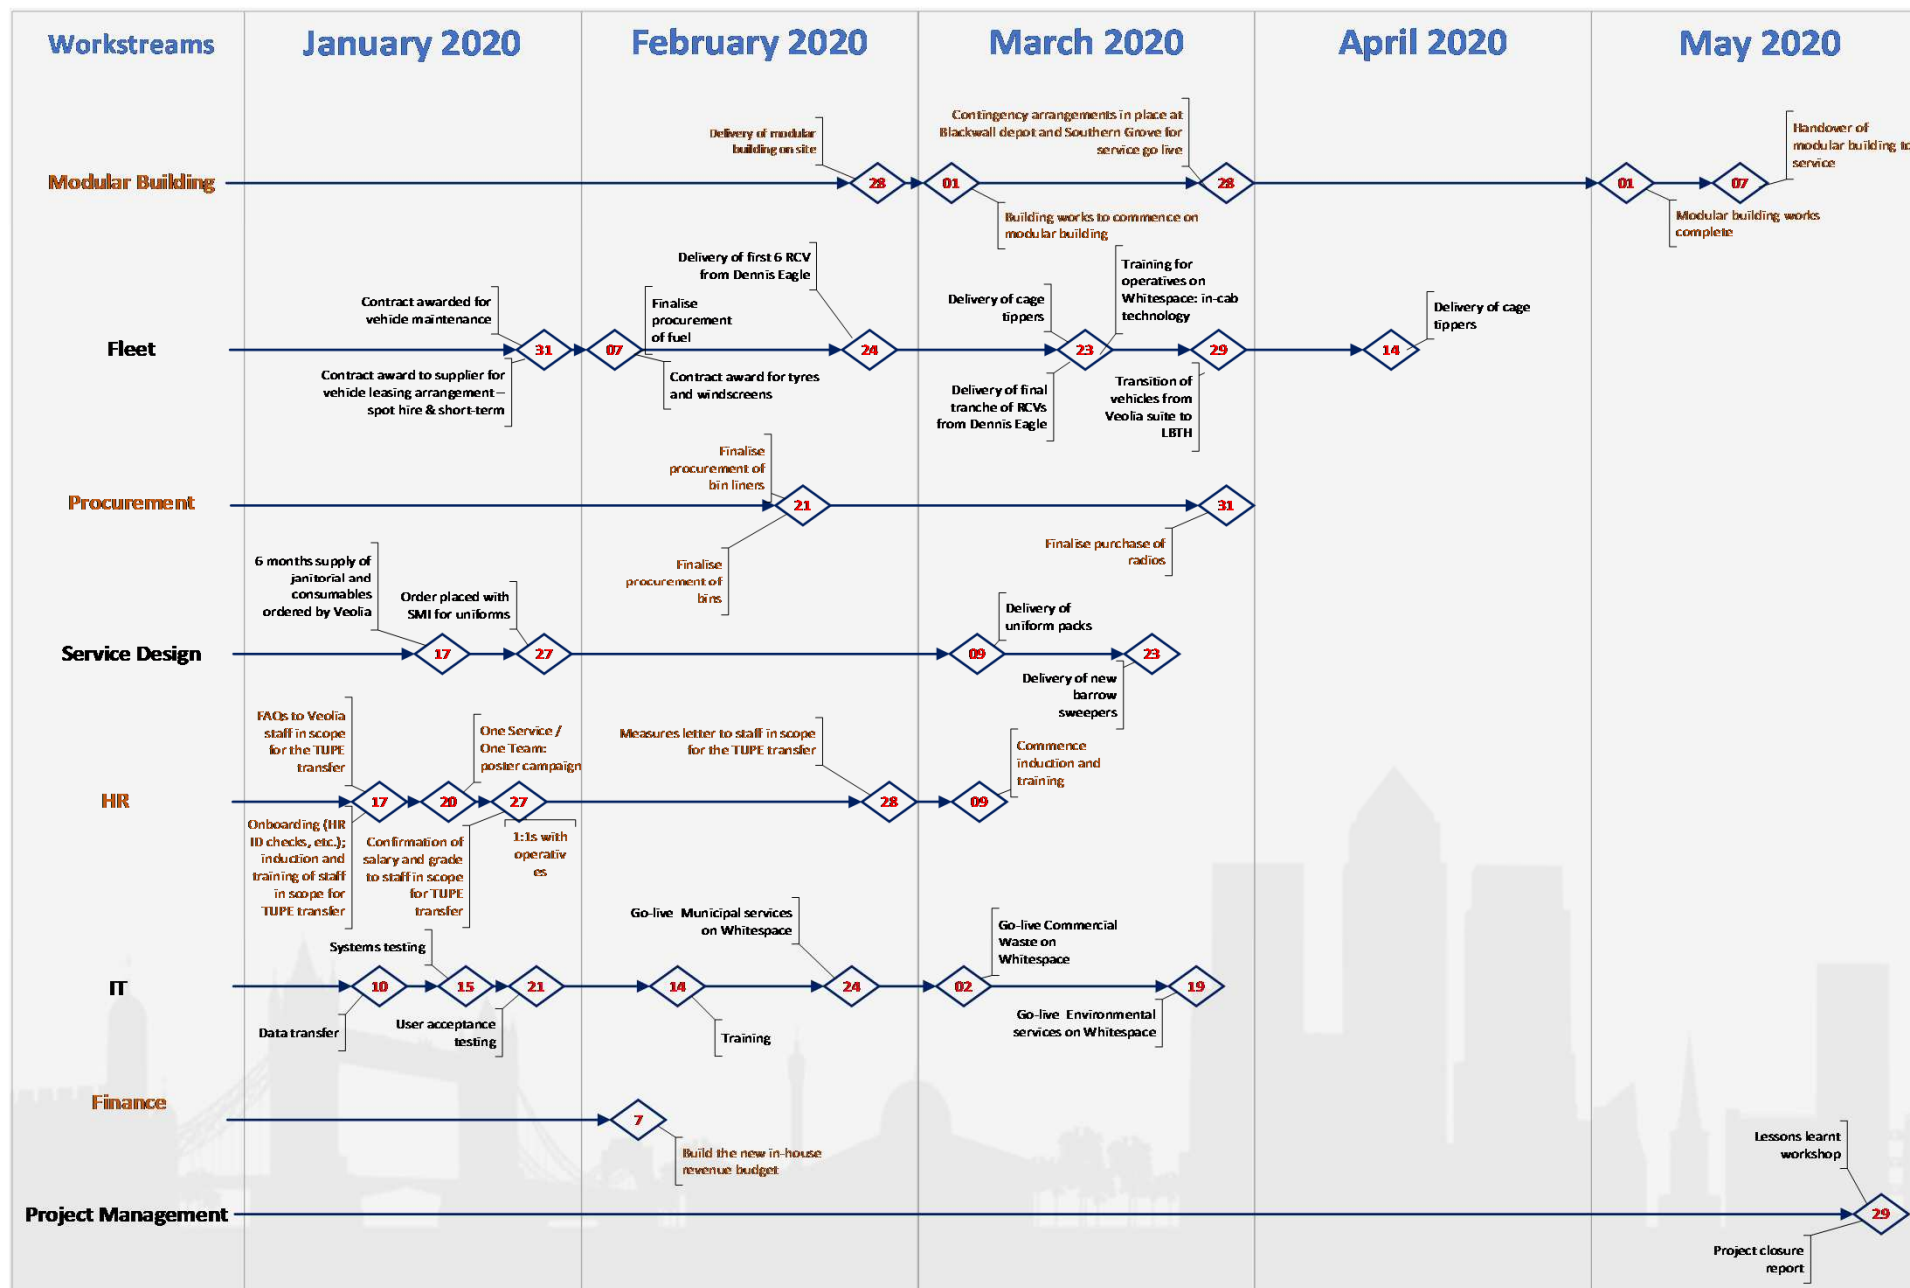 Workstreams
January 2020
February 2020
March 2020
April 2020
May 2020
Modular Building
Delivery of modular
building on site
28
01
Building works to commence on
modular building
Contingency arrangements in place at
Blackwall depot and Southern Grove for
service go live
28
01
Modular building works
complete
07
Handover of
modular building to
service
Fleet
Contract awarded for
vehicle maintenance
31
Contract award to supplier for
vehicle leasing arrangement –
spot hire & short-term
07
Finalise
procurement
of fuel
Contract award for tyres
and windscreens
Delivery of first 6 RCV
from Dennis Eagle
24
Delivery of cage
tippers
23
Delivery of final
tranche of RCVs
from Dennis Eagle
Training for
operatives on
Whitespace: in-cab
technology
29
Transition of
vehicles from
Veolia suite to
LBTH
14
Delivery of cage
tippers
Procurement
Finalise
procurement of
bin liners
21
Finalise
procurement of
bins
31
Finalise purchase of
radios
Service Design
6 months supply of
janitorial and
consumables
ordered by Veolia
17
Order placed with
SMI for uniforms
27
09
Delivery of
uniform packs
23
Delivery of new
barrow
sweepers
HR
FAQs to Veolia
staff in scope
for the TUPE
transfer
17
Onboarding (HR
ID checks, etc.);
induction and
training of staff
in scope for
TUPE transfer
20
One Service /
One Team:
poster campaign
27
Confirmation of
salary and grade
to staff in scope
for TUPE
transfer
1:1s with
operativ
es
Measures letter to staff in scope
for the TUPE transfer
28
09
Commence
induction and
training
IT
10
Data transfer
Systems testing
15
21
User acceptance
testing
14
Training
Go-live Municipal services
on Whitespace
24
02
Go-live Commercial
Waste on
Whitespace
19
Go-live Environmental
services on Whitespace
Finance
7
Build the new in-house
revenue budget
Project Management
Lessons learnt
workshop
29
Project closure
report